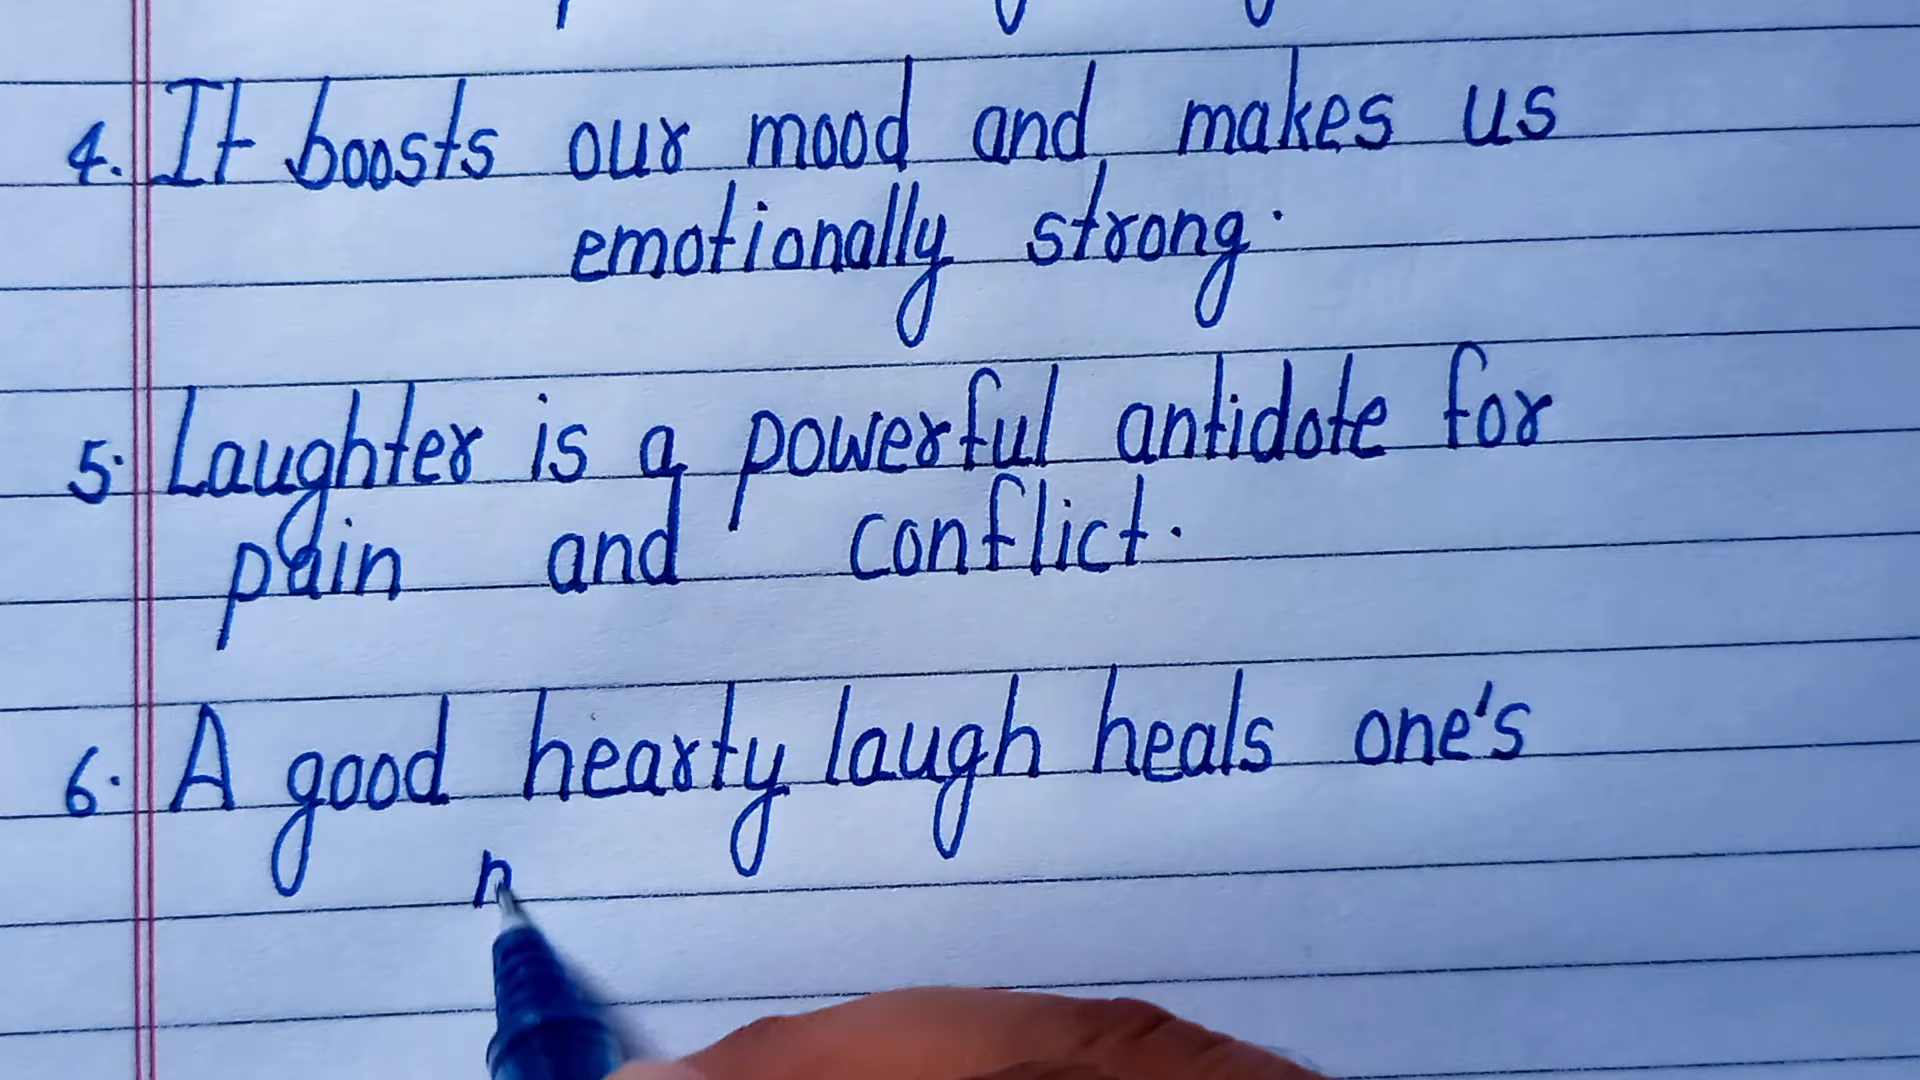 4. It boosts our mood and makes us
emotionally strong.
5. Laughter is a powerful antidote for
pain and conflict.
6. A good hearty laugh heals one's